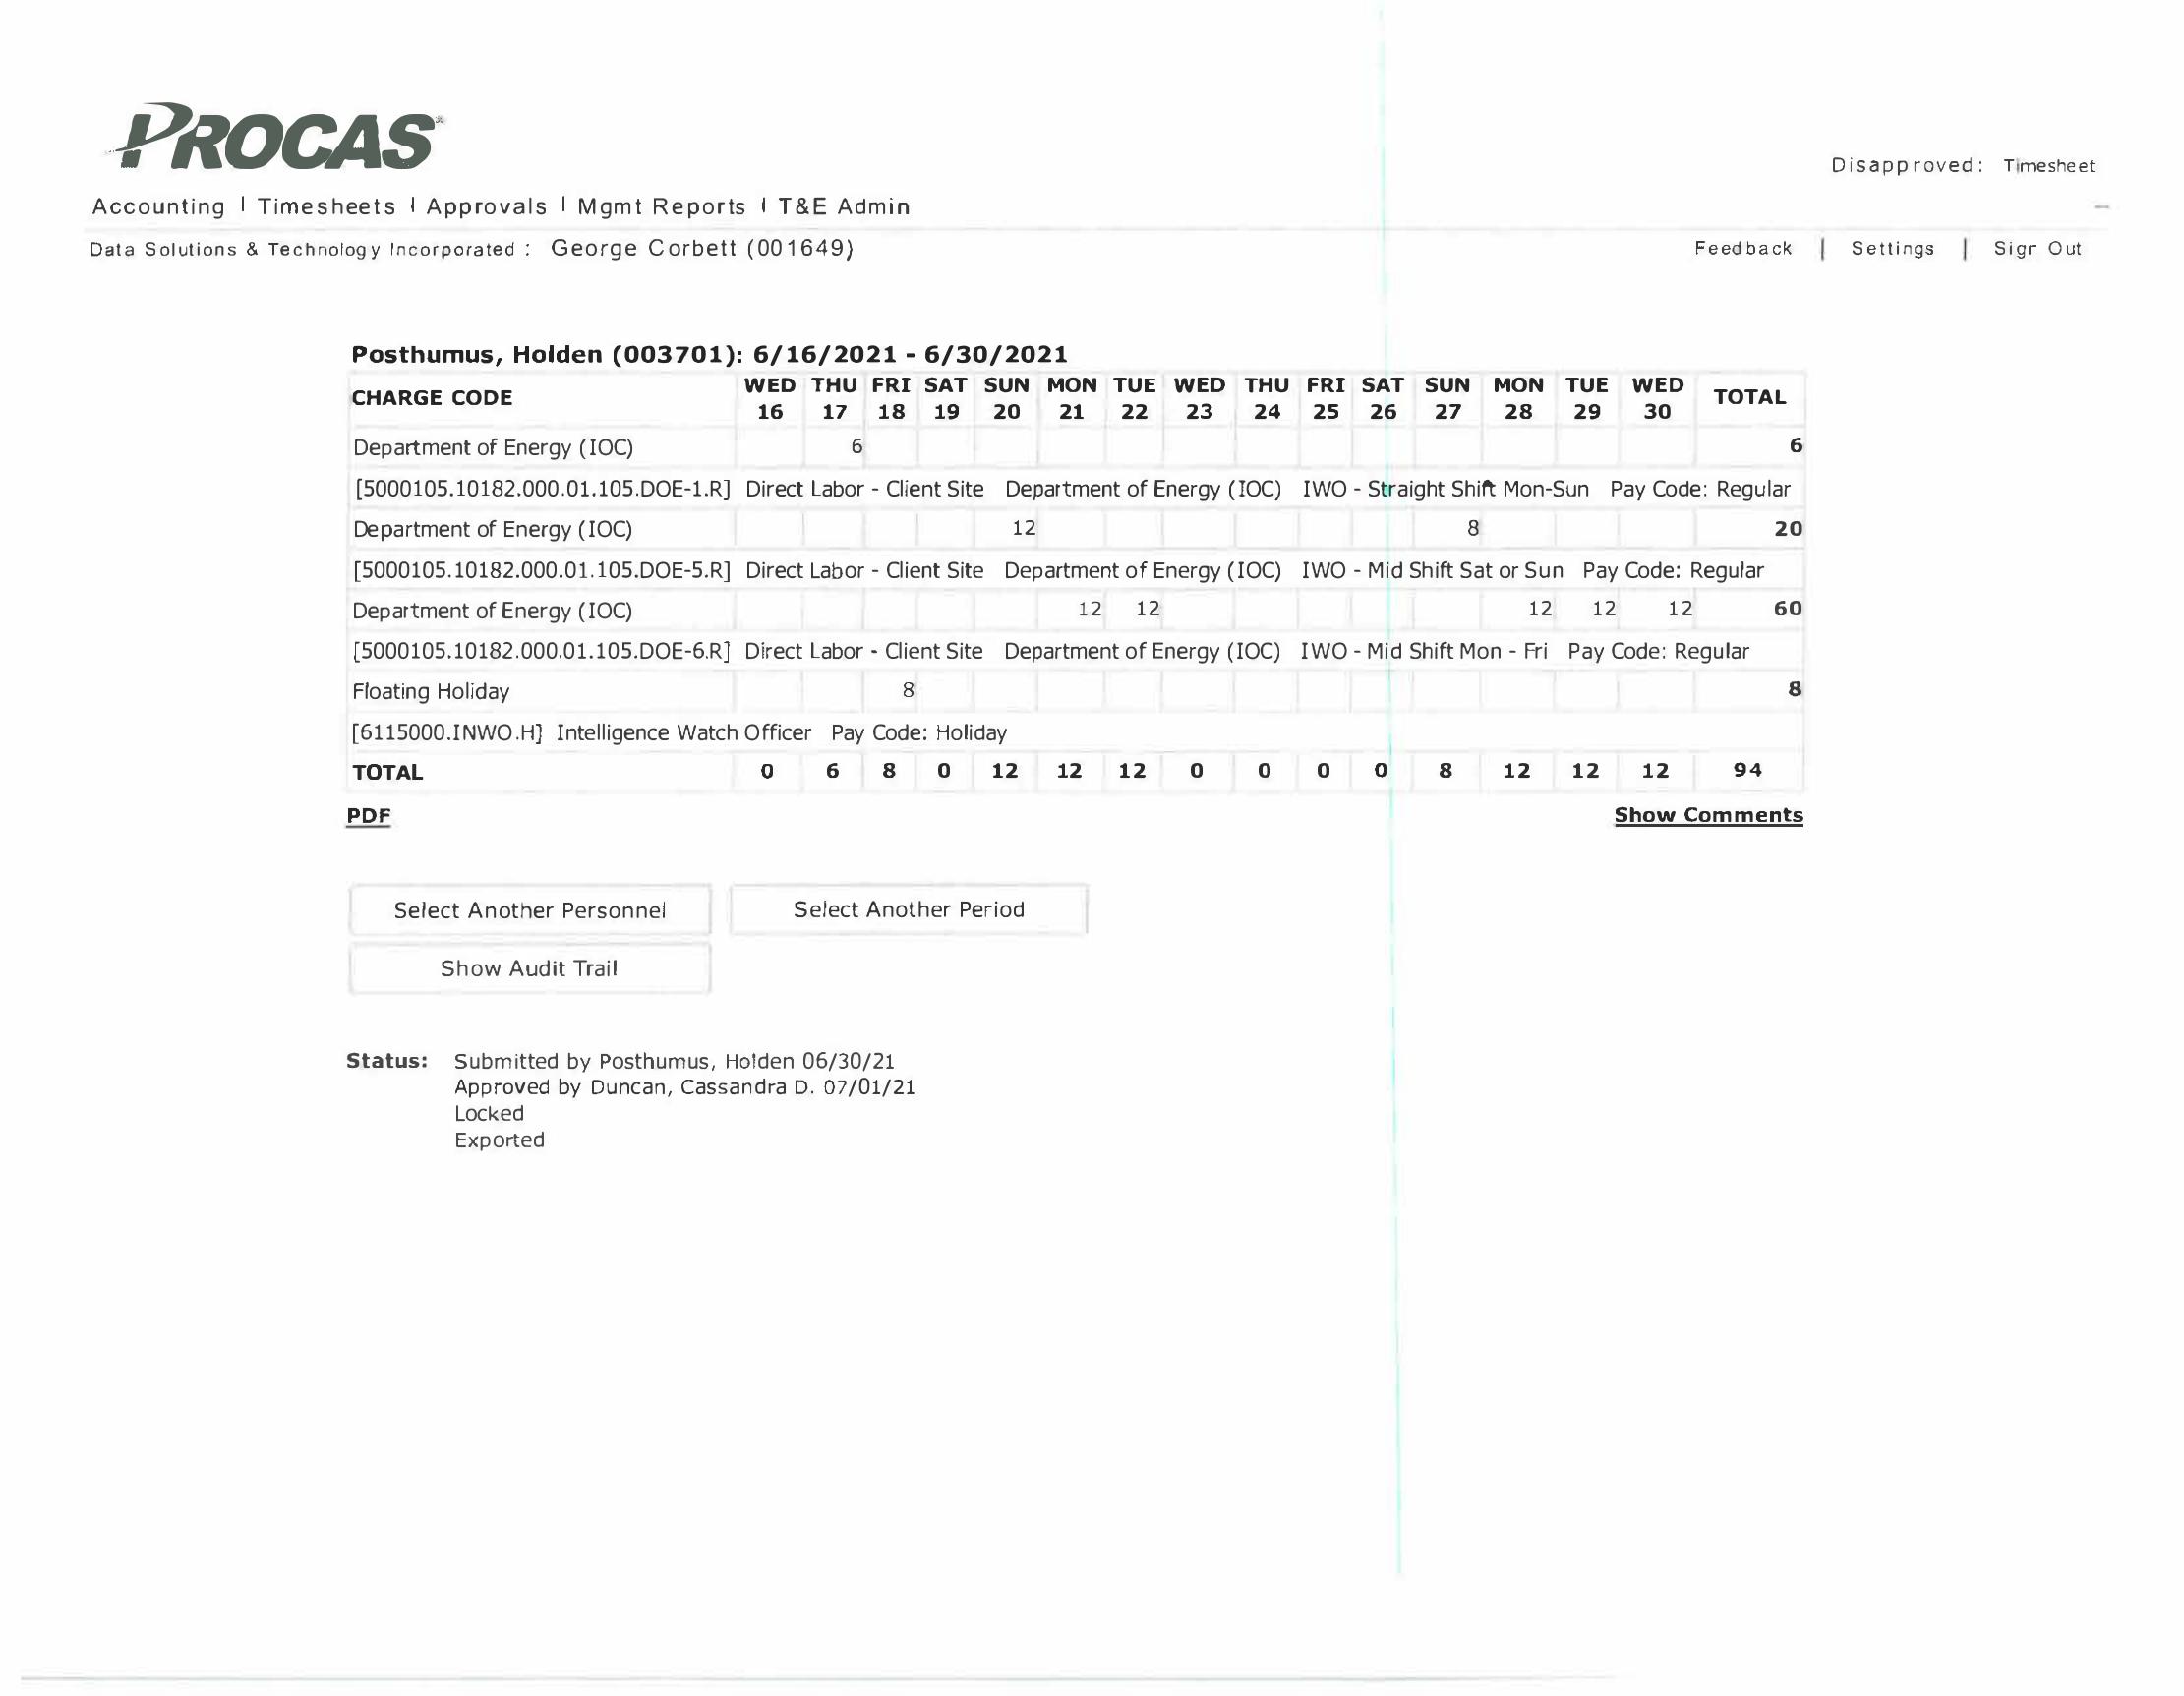 PROCAS
Disapproved: Timesheet
Accounting | Timesheets | Approvals | Mgmt Reports | T&E Admin
Data Solutions & Technology Incorporated : George Corbett (001649)
Feedback | Settings | Sign Out
Posthumus, Holden (003701): 6/16/2021 - 6/30/2021
CHARGE CODE WED 16 THU 17 FRI 18 SAT 19 SUN 20 MON 21 TUE 22 WED 23 THU 24 FRI 25 SAT 26 SUN 27 MON 28 TUE 29 WED 30 TOTAL
Department of Energy (IOC) 6 6
[5000105.10182.000.01.105.DOE-1.R] Direct Labor - Client Site Department of Energy (IOC) IWO - Straight Shift Mon-Sun Pay Code: Regular
Department of Energy (IOC) 12 8 20
[5000105.10182.000.01.105.DOE-5.R] Direct Labor - Client Site Department of Energy (IOC) IWO - Mid Shift Sat or Sun Pay Code: Regular
Department of Energy (IOC) 12 12 12 12 12 60
[5000105.10182.000.01.105.DOE-6.R] Direct Labor - Client Site Department of Energy (IOC) IWO - Mid Shift Mon - Fri Pay Code: Regular
Floating Holiday 8 8
[6115000.INWO.H] Intelligence Watch Officer Pay Code: Holiday
TOTAL 0 6 8 0 12 12 12 0 0 0 0 8 12 12 12 94
PDF
Show Comments
Select Another Personnel
Select Another Period
Show Audit Trail
Status: Submitted by Posthumus, Holden 06/30/21
Approved by Duncan, Cassandra D. 07/01/21
Locked
Exported